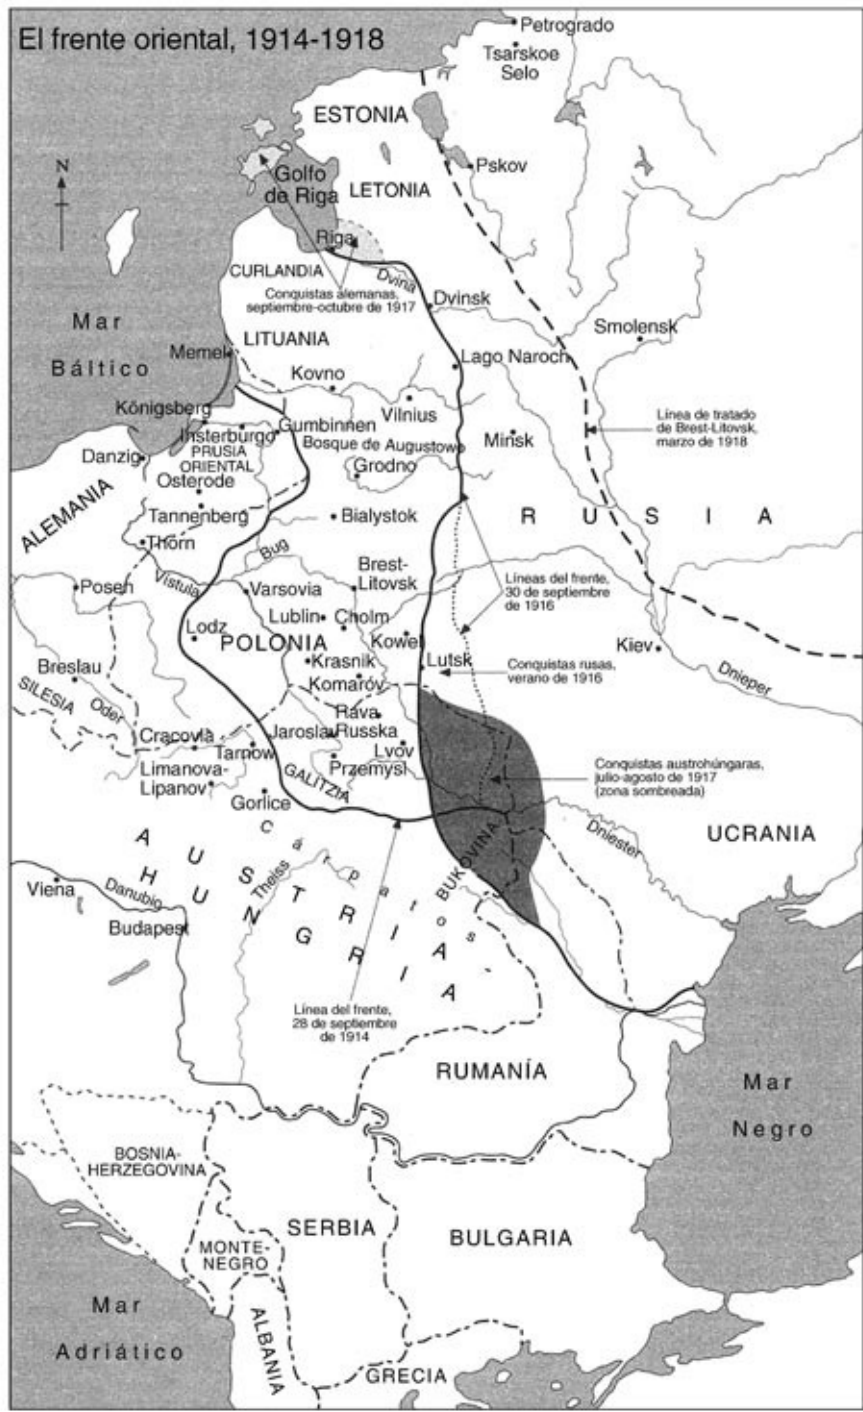 El frente oriental, 1914-1918
Petrogrado
Tsarskoe
Selo
ESTONIA
N
Golfo
de Riga
Pskov
LETONIA
Riga
CURLANDIA
Dvina
Conquistas alemanas,
septiembre-octubre de 1917
Dvinsk
Mar
Báltico
LITUANIA
Smolensk
Memel
Lago Naroch
Kovno
Vilnius
Königsberg
Gumbinnen
Insterburgo
Bosque de Augustowo
Minsk
Línea de tratado
de Brest-Litovsk,
marzo de 1918
PRUSIA
ORIENTAL
Danzig
Grodno
Osterode
ALEMANIA
Tannenberg
Bialystok
RUSIA
Thorn
Bug
Brest-
Litovsk
Líneas del frente,
30 de septiembre
de 1916
Posen
Vístula
Varsovia
Lublin
Cholm
Lodz
POLONIA
Kowel
Kiev
Krasnik
Lutsk
Conquistas rusas,
verano de 1916
Dnieper
Breslau
Komaróv
SILESIA
Oder
Rava
Russka
Cracovia
Jaroslav
Tarnow
Lvov
Limanova-
Lipanov
Przemysl
GALITZIA
Conquistas austrohúngaras,
julio-agosto de 1917
(zona sombreada)
Gorlice
Cárpatos
Dniester
UCRANIA
AUSTRIA
HUNGRIA
Theiss
BUKOVINA
Viena
Danubio
Budapest
Línea del frente,
28 de septiembre
de 1914
RUMANÍA
Mar
Negro
BOSNIA-
HERZEGOVINA
SERBIA
BULGARIA
MONTE-
NEGRO
Mar
Adriático
ALBANIA
GRECIA